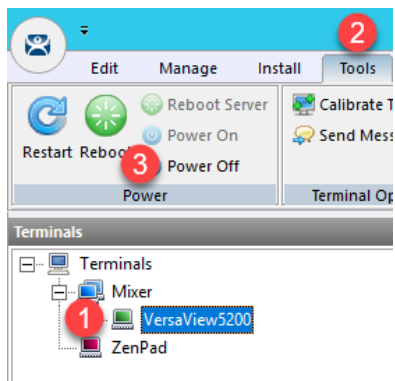 2
Edit Manage Install Tools
Reboot Server Calibrate T
Power On Send Mess
Restart Reboot Power Off
3
Power Terminal Op
Terminals
Terminals
Mixer
1 VersaView5200
ZenPad